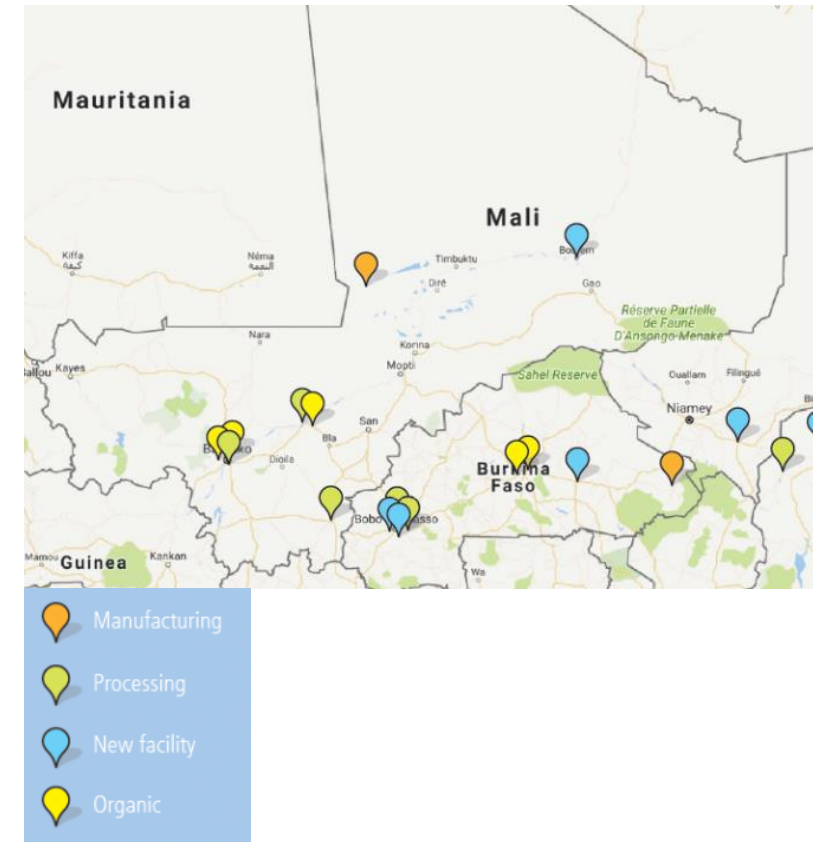 Mauritania
Mali
Kiffa
كيفة
Néma
النعمة
Timbuktu
Diré
Gao
Réserve Partielle
de Faune
D'Ansongo-Menake
Nara
Korina
Mopti
Kayes
Sahel Reserve
Ouallam
Filingué
Niamey
San
Bla
Dioila
Burkina
Faso
Mamou
Guinea
Kankan
Wa
Manufacturing
Processing
New facility
Organic